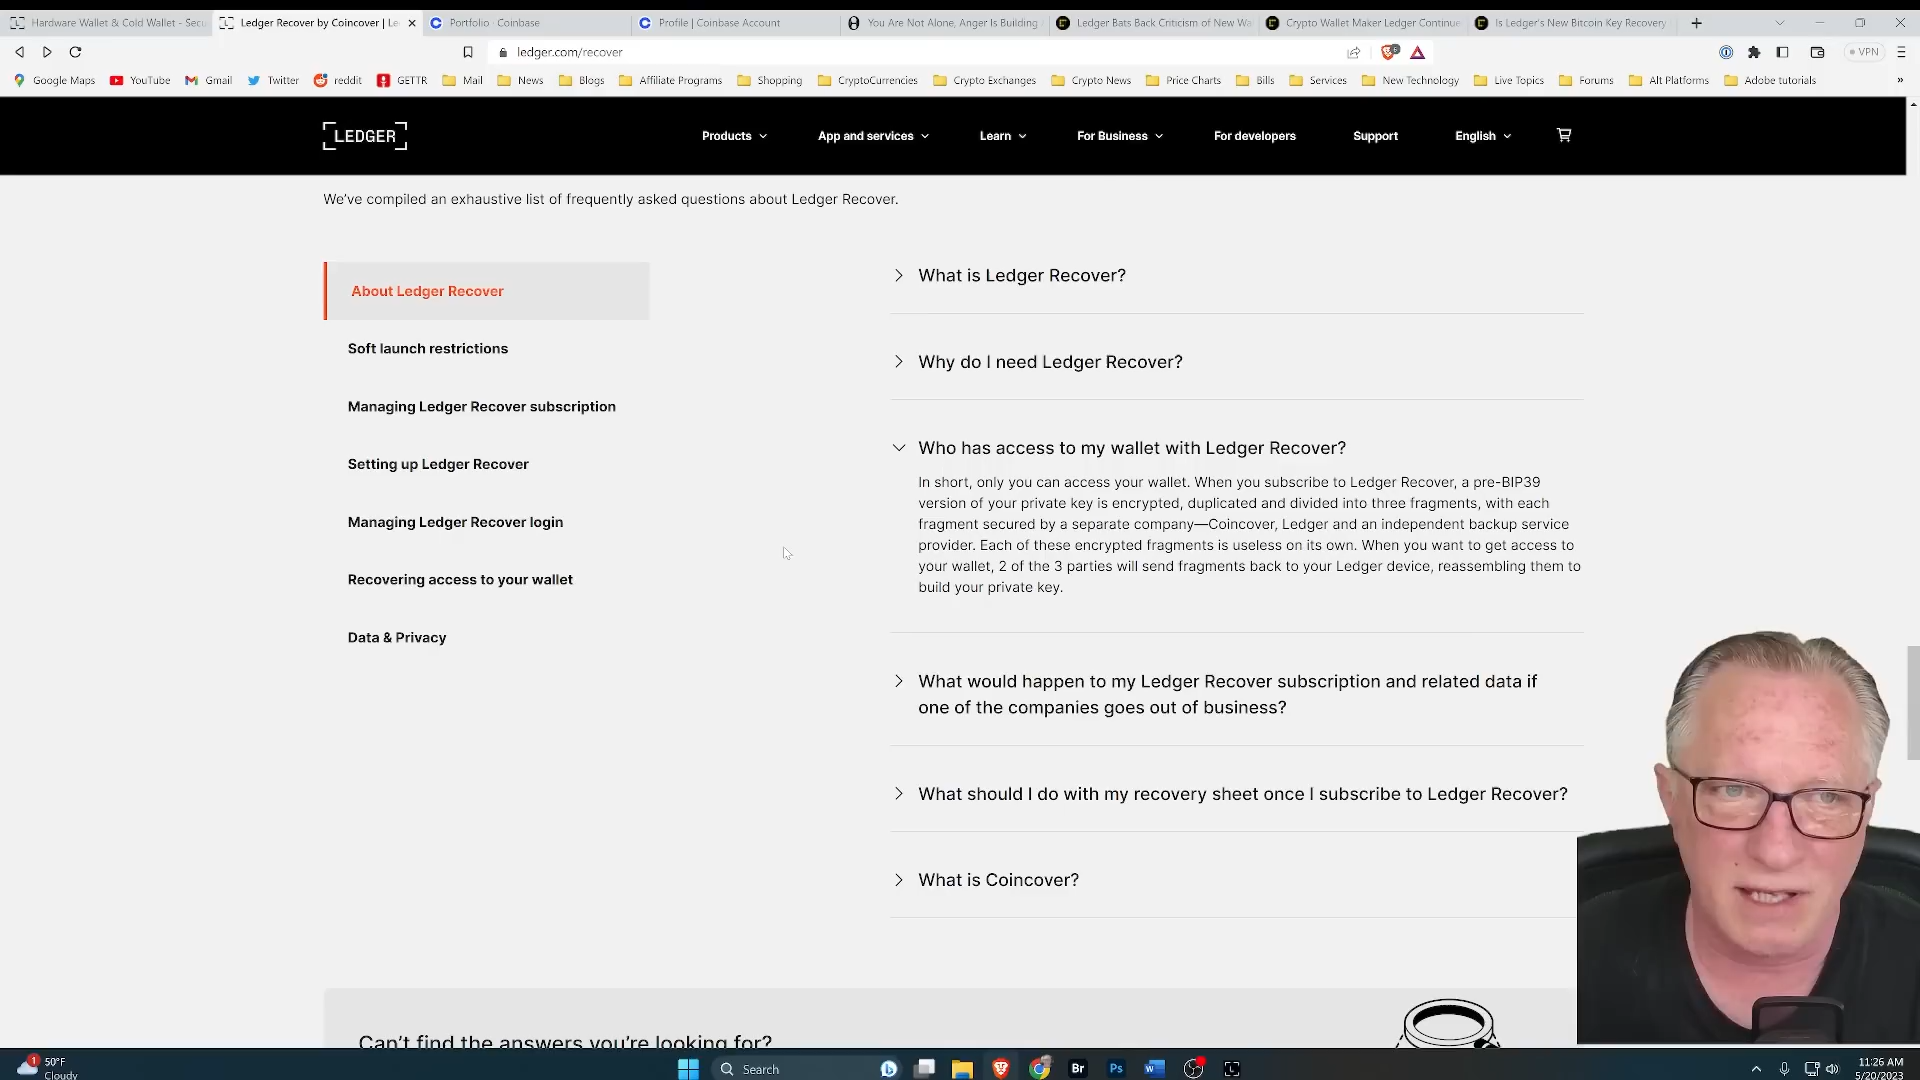 Hardware Wallet & Cold Wallet - Secu
Ledger Recover by Coincover | Le
Portfolio · Coinbase
Profile | Coinbase Account
You Are Not Alone, Anger Is Building
Ledger Bats Back Criticism of New Wa
Crypto Wallet Maker Ledger Continue
Is Ledger's New Bitcoin Key Recovery
ledger.com/recover
VPN
Google Maps
YouTube
Gmail
Twitter
reddit
GETTR
Mail
News
Blogs
Affiliate Programs
Shopping
CryptoCurrencies
Crypto Exchanges
Crypto News
Price Charts
Bills
Services
New Technology
Live Topics
Forums
Alt Platforms
Adobe tutorials
»
LEDGER
Products
App and services
Learn
For Business
For developers
Support
English
We've compiled an exhaustive list of frequently asked questions about Ledger Recover.
About Ledger Recover
Soft launch restrictions
Managing Ledger Recover subscription
Setting up Ledger Recover
Managing Ledger Recover login
Recovering access to your wallet
Data & Privacy
What is Ledger Recover?
Why do I need Ledger Recover?
Who has access to my wallet with Ledger Recover?
In short, only you can access your wallet. When you subscribe to Ledger Recover, a pre-BIP39
version of your private key is encrypted, duplicated and divided into three fragments, with each
fragment secured by a separate company—Coincover, Ledger and an independent backup service
provider. Each of these encrypted fragments is useless on its own. When you want to get access to
your wallet, 2 of the 3 parties will send fragments back to your Ledger device, reassembling them to
build your private key.
What would happen to my Ledger Recover subscription and related data if
one of the companies goes out of business?
What should I do with my recovery sheet once I subscribe to Ledger Recover?
What is Coincover?
Can't find the answers you're looking for?
1
50°F
Cloudy
Search
Br
Ps
11:26 AM
5/20/2023